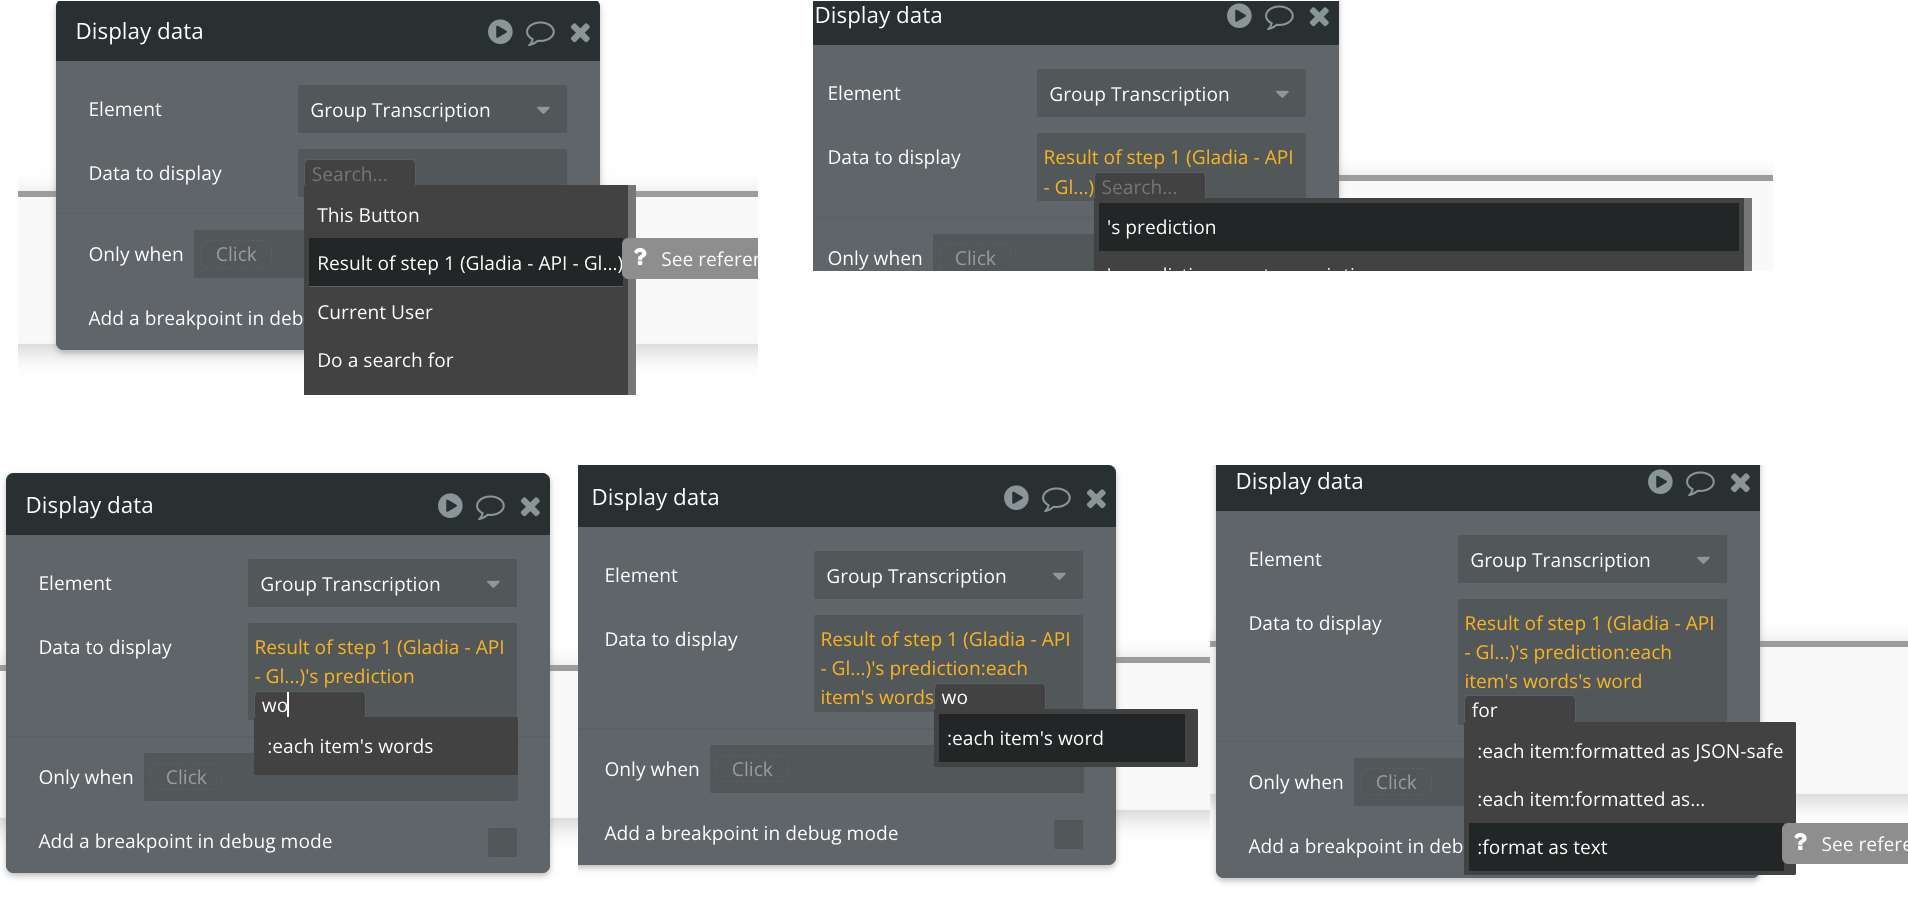 Display data
Element
Group Transcription
Data to display
Search...
This Button
Only when
Click
Result of step 1 (Gladia - API - Gl...)
? See refere
Current User
Add a breakpoint in deb
Do a search for
Display data
Element
Group Transcription
Data to display
Result of step 1 (Gladia - API
- Gl...)
Search...
's prediction
Only when
Click
Display data
Element
Group Transcription
Data to display
Result of step 1 (Gladia - API
- Gl...)'s prediction
wo
:each item's words
Only when
Click
Add a breakpoint in debug mode
Display data
Element
Group Transcription
Data to display
Result of step 1 (Gladia - API
- Gl...)'s prediction:each
item's words
wo
:each item's word
Only when
Click
Add a breakpoint in debug mode
Display data
Element
Group Transcription
Data to display
Result of step 1 (Gladia - API
- Gl...)'s prediction:each
item's words's word
for
:each item:formatted as JSON-safe
Only when
Click
:each item:formatted as...
Add a breakpoint in deb
:format as text
? See refere